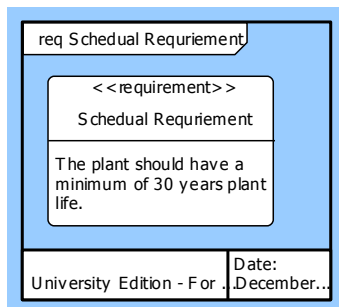 req Schedual Requriement
<<requirement>>
Schedual Requriement
The plant should have a
minimum of 30 years plant
life.
University Edition - For ...
Date:
December...